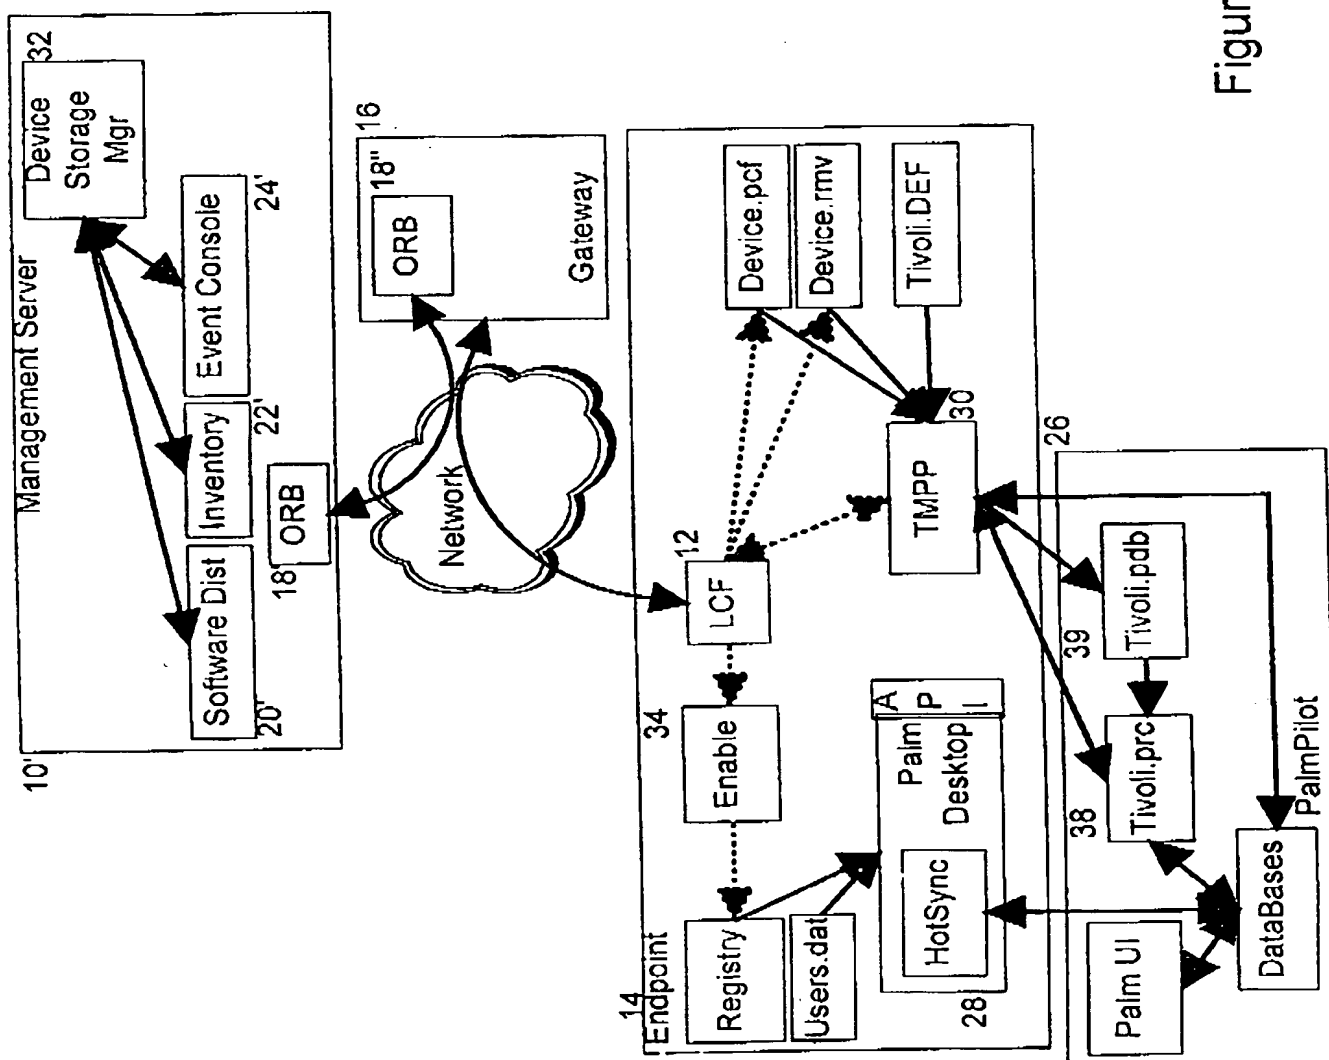 10'
Management Server
Device
Storage
Mgr
32
Software Dist
20'
Inventory
22'
Event Console
24'
ORB
18'
Network
16
ORB
18"
Gateway
14
Endpoint
Registry
Users.dat
Enable
34
LCF
12
HotSync
Palm
Desktop
A
P
I
28
TMPP
30
Device.pcf
Device.rmv
Tivoli.DEF
26
Palm UI
DataBases
Tivoli.prc
38
Tivoli.pdb
39
PalmPilot